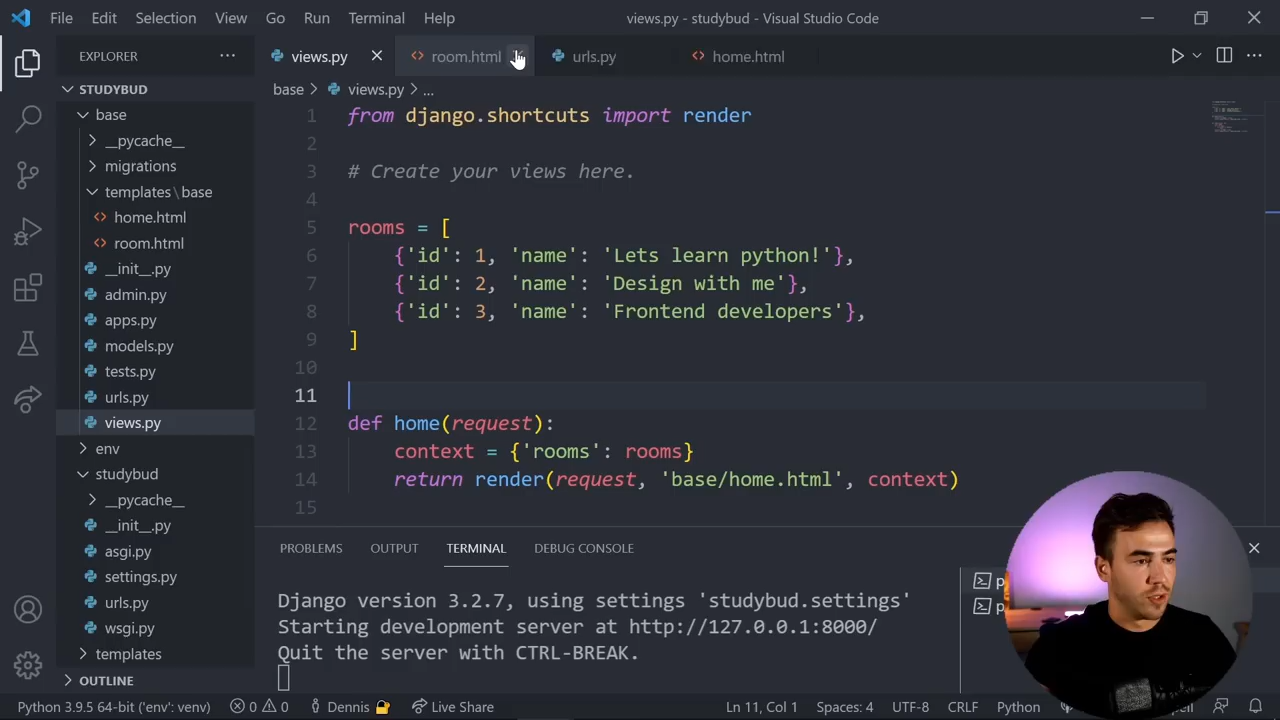 File Edit Selection View Go Run Terminal Help
views.py - studybud - Visual Studio Code
EXPLORER
views.py room.html urls.py home.html
STUDYBUD
base > views.py > ...
base
__pycache__
migrations
templates\base
home.html
room.html
__init__.py
admin.py
apps.py
models.py
tests.py
urls.py
views.py
env
studybud
__pycache__
__init__.py
asgi.py
settings.py
urls.py
wsgi.py
templates
OUTLINE
1 from django.shortcuts import render
2
3 # Create your views here.
4
5 rooms = [
6 {'id': 1, 'name': 'Lets learn python!'},
7 {'id': 2, 'name': 'Design with me'},
8 {'id': 3, 'name': 'Frontend developers'},
9 ]
10
11
12 def home(request):
13 context = {'rooms': rooms}
14 return render(request, 'base/home.html', context)
15
PROBLEMS OUTPUT TERMINAL DEBUG CONSOLE
Django version 3.2.7, using settings 'studybud.settings'
Starting development server at http://127.0.0.1:8000/
Quit the server with CTRL-BREAK.
Python 3.9.5 64-bit ('env': venv) 0 0 Dennis Live Share Ln 11, Col 1 Spaces: 4 UTF-8 CRLF Python